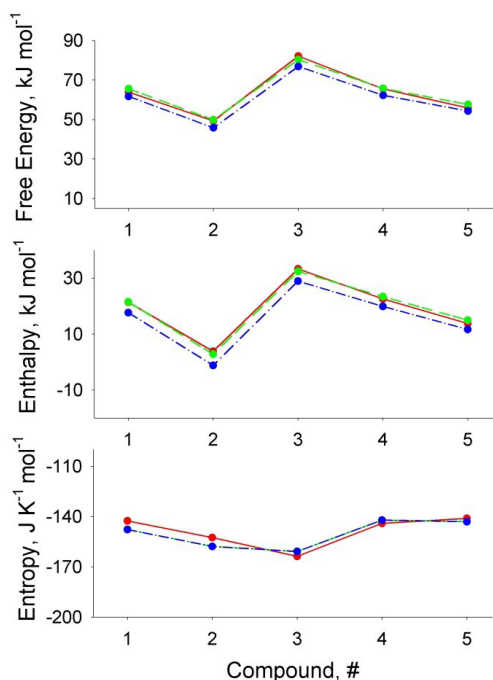 Free Energy, kJ mol⁻¹
90
70
50
30
10
1 2 3 4 5
Enthalpy, kJ mol⁻¹
30
10
-10
1 2 3 4 5
Entropy, J K⁻¹ mol⁻¹
-110
-140
-170
-200
1 2 3 4 5
Compound, #